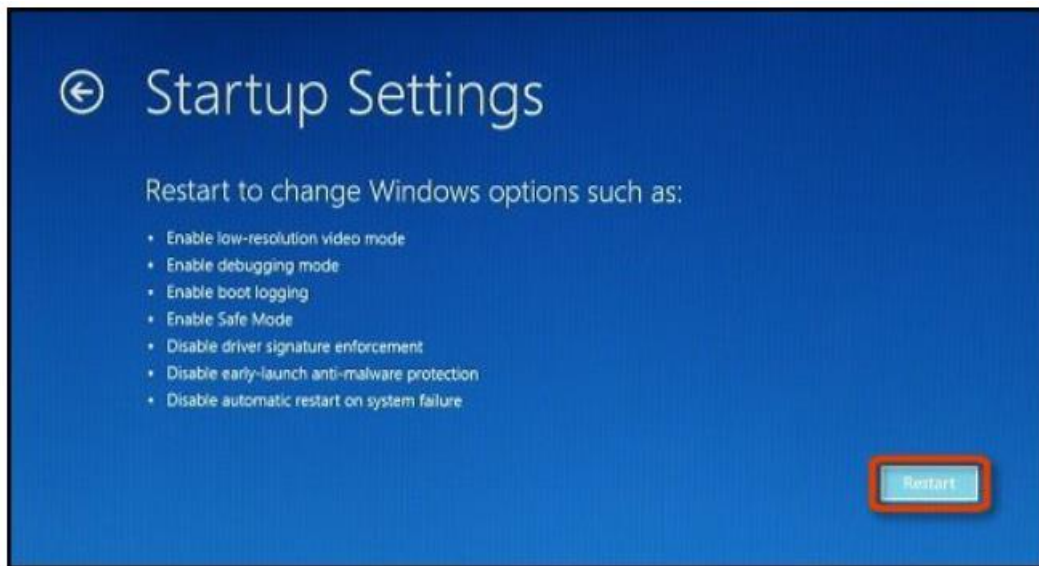 Startup Settings
Restart to change Windows options such as:
• Enable low-resolution video mode
• Enable debugging mode
• Enable boot logging
• Enable Safe Mode
• Disable driver signature enforcement
• Disable early-launch anti-malware protection
• Disable automatic restart on system failure
Restart